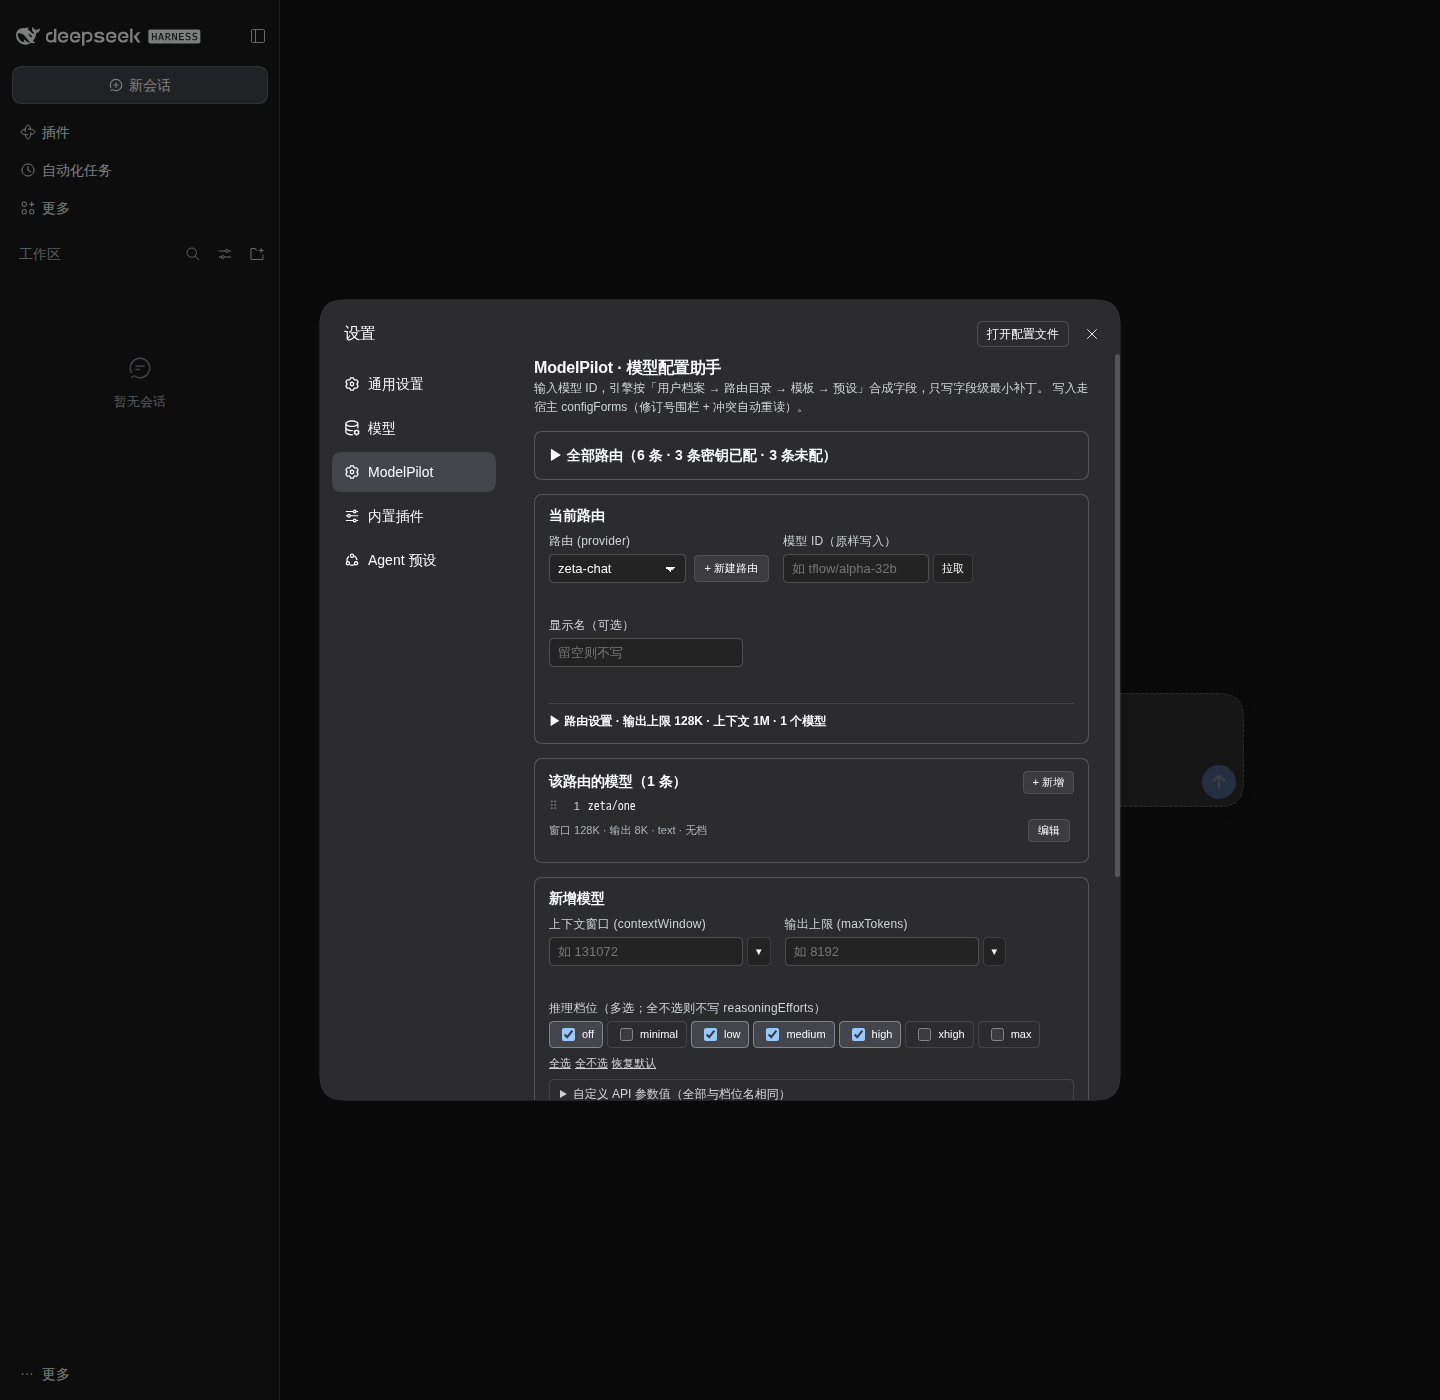 deepseek HARNESS
新会话
插件
自动化任务
更多
工作区
暂无会话
设置
打开配置文件
通用设置
模型
ModelPilot
内置插件
Agent 预设
ModelPilot · 模型配置助手
输入模型 ID，引擎按「用户档案 → 路由目录 → 模板 → 预设」合成字段，只写字段级最小补丁。 写入走
宿主 configForms（修订号围栏 + 冲突自动重读）。
▶ 全部路由（6 条 · 3 条密钥已配 · 3 条未配）
当前路由
路由 (provider)
模型 ID（原样写入）
zeta-chat
+ 新建路由
如 tflow/alpha-32b
拉取
显示名（可选）
留空则不写
▶ 路由设置 · 输出上限 128K · 上下文 1M · 1 个模型
该路由的模型（1 条）
+ 新增
1 zeta/one
窗口 128K · 输出 8K · text · 无档
编辑
新增模型
上下文窗口 (contextWindow)
输出上限 (maxTokens)
如 131072
▾
如 8192
▾
推理档位（多选；全不选则不写 reasoningEfforts）
off minimal low medium high xhigh max
全选 全不选 恢复默认
▶ 自定义 API 参数值（全部与档位名相同）
更多